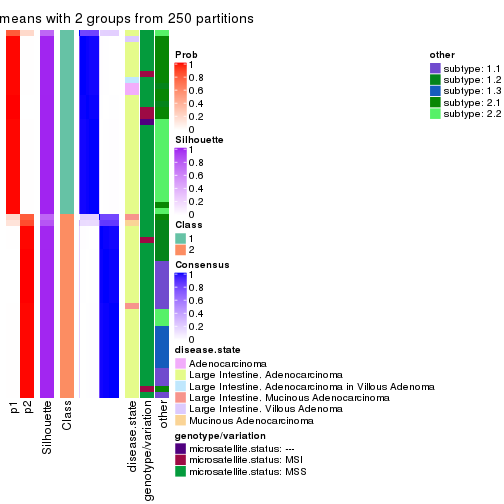 means with 2 groups from 250 partitions
Prob
1
0.8
0.6
0.4
0.2
0
Silhouette
1
0.8
0.6
0.4
0.2
0
Class
1
2
Consensus
1
0.8
0.6
0.4
0.2
0
disease.state
Adenocarcinoma
Large Intestine. Adenocarcinoma
Large Intestine. Adenocarcinoma in Villous Adenoma
Large Intestine. Mucinous Adenocarcinoma
Large Intestine. Villous Adenoma
Mucinous Adenocarcinoma
genotype/variation
microsatellite.status: ---
microsatellite.status: MSI
microsatellite.status: MSS
other
subtype: 1.1
subtype: 1.2
subtype: 1.3
subtype: 2.1
subtype: 2.2
p1
p2
Silhouette
Class
disease.state
genotype/variation
other